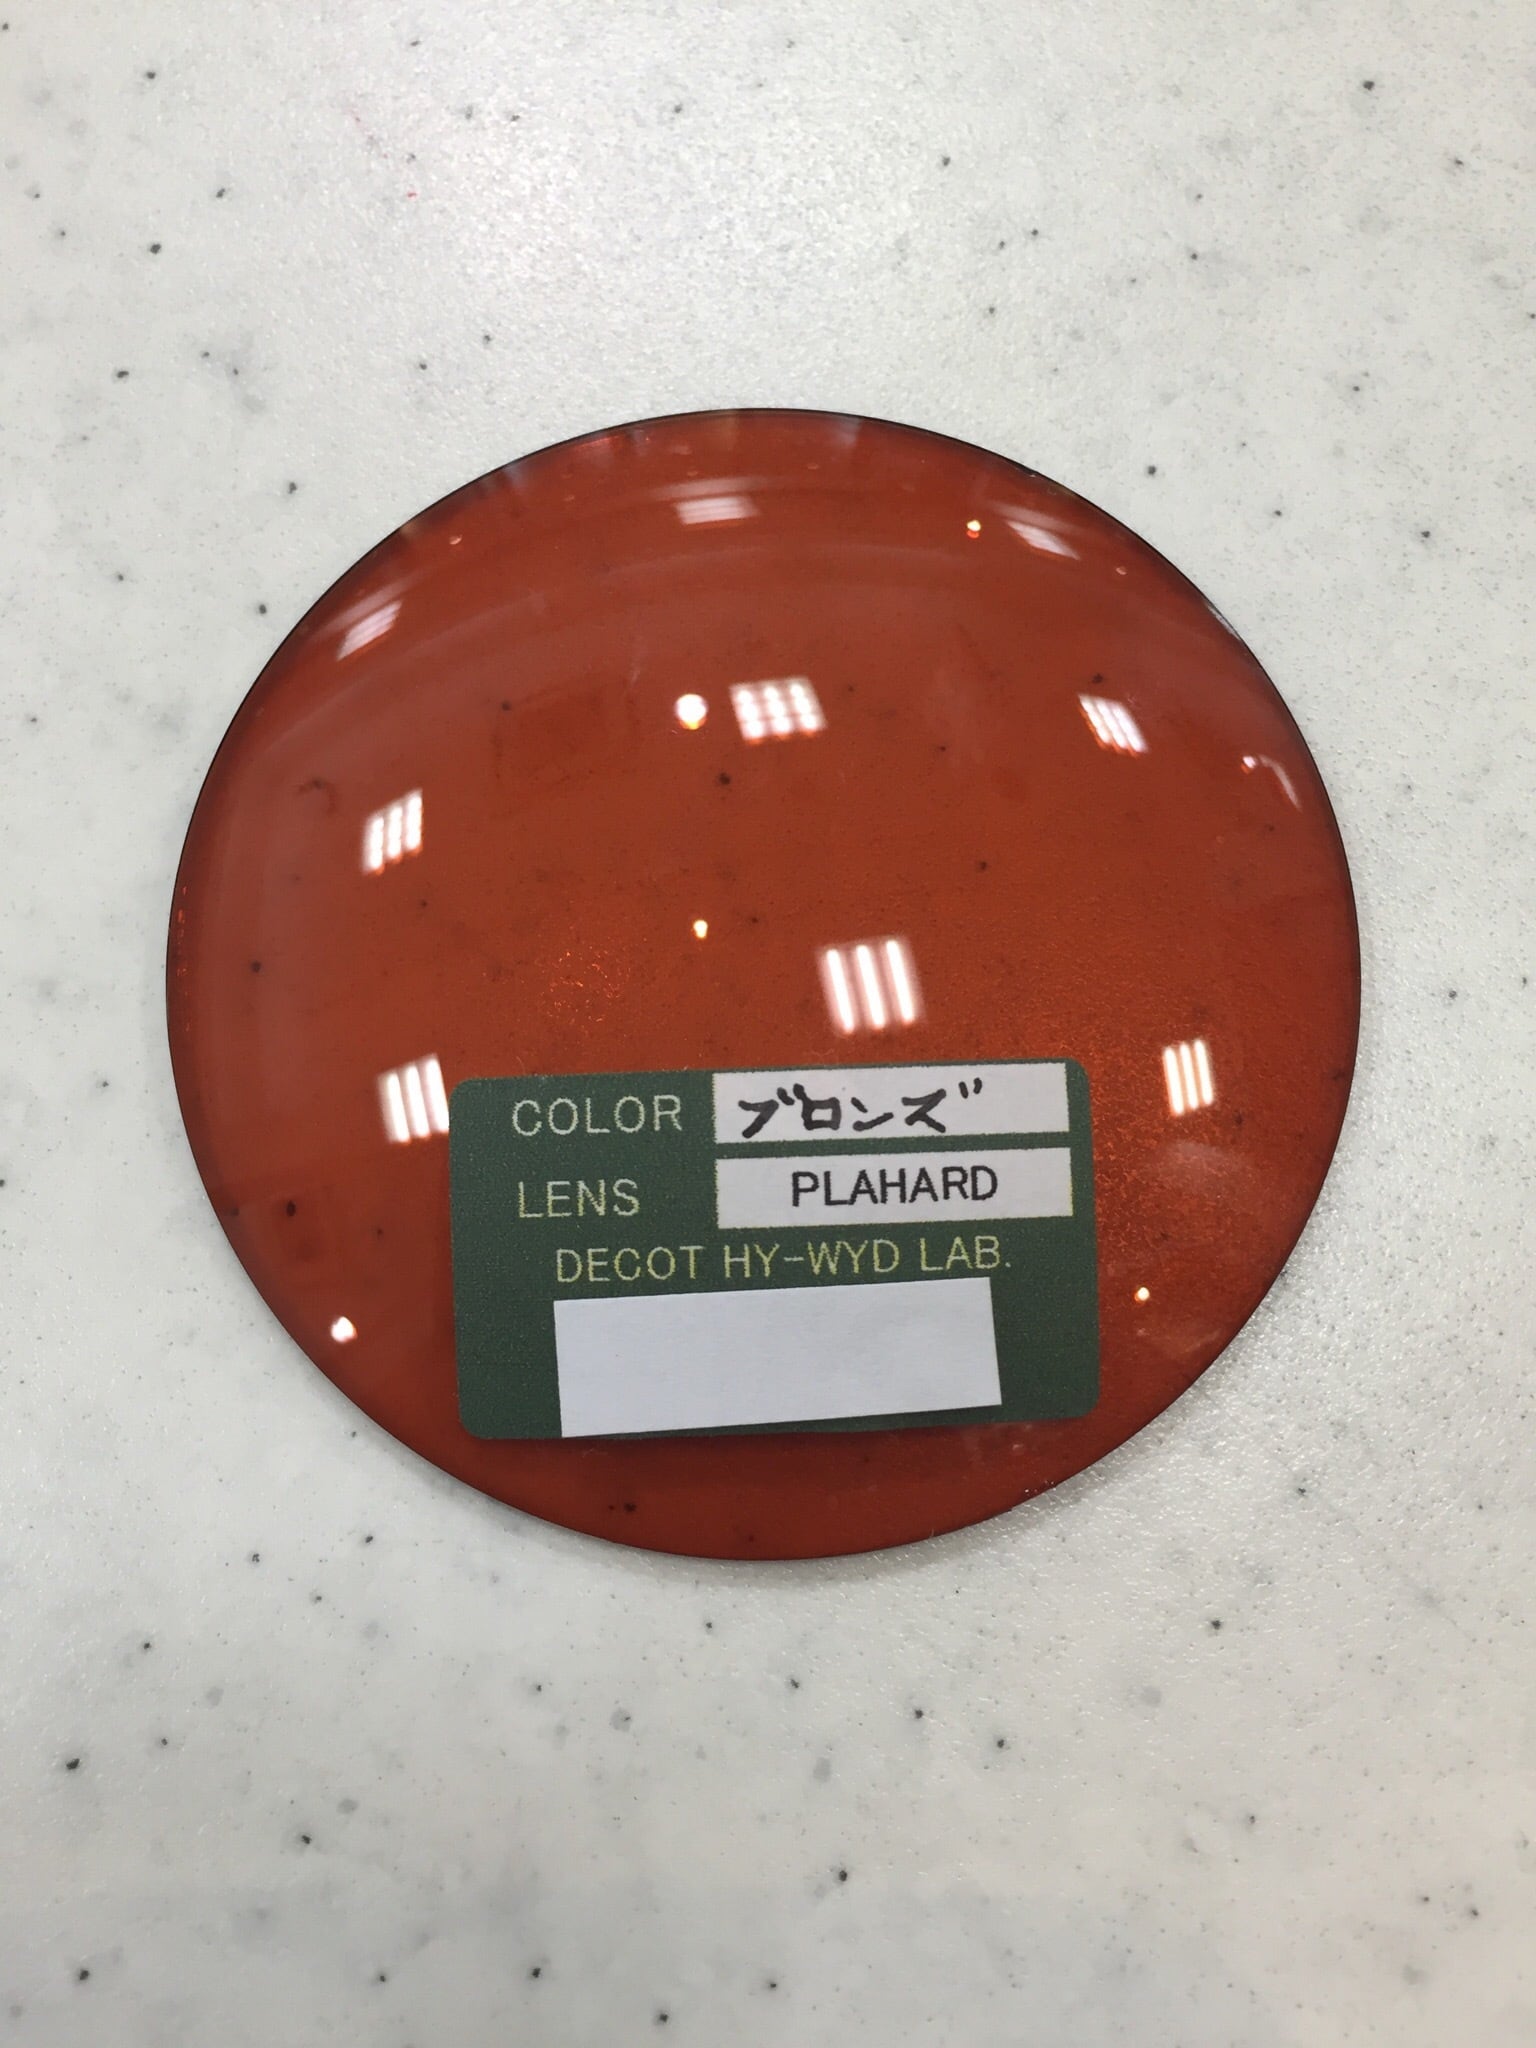 COLOR ブロンズ
LENS PLAHARD
DECOT HY-WYD LAB.